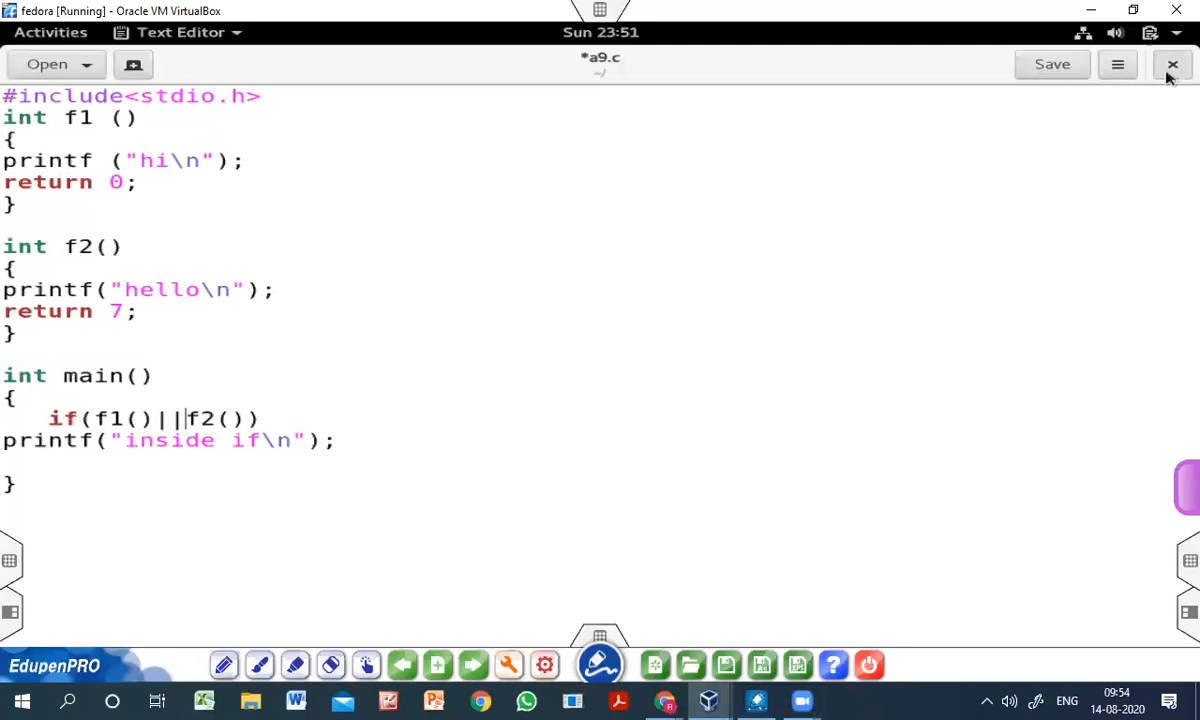 fedora [Running] - Oracle VM VirtualBox
Activities Text Editor Sun 23:51
Open *a9.c Save
~/
#include<stdio.h>
int f1 ()
{
printf ("hi\n");
return 0;
}
int f2()
{
printf("hello\n");
return 7;
}
int main()
{
if(f1()||f2())
printf("inside if\n");
}
EdupenPRO
ENG 09:54
14-08-2020